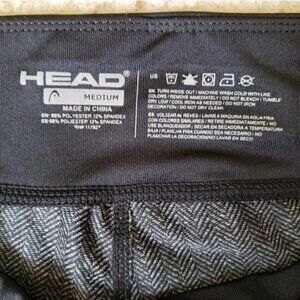 HEAD
MEDIUM
MADE IN CHINA
EN: 88% POLYESTER 12% SPANDEX
ES: 88% POLYESTER 12% SPANDEX
US
EN: TURN INSIDE OUT / MACHINE WASH COLD WITH LIKE
COLORS / REMOVE IMMEDIATELY / DO NOT BLEACH / TUMBLE
DRY LOW / COOL IRON AS NEEDED / DO NOT IRON
DO NOT DRY CLEAN
ES: VOLZEAR AL REVES / LAVAR A MAQUINA EN AGUA FRIA
CON COLORES SIMILARES / RETIRE INMEDIATAMENTE / NO
USE BLANQUEADOR / SECAR EN SECADORA A TEMPERATURA
BAJA / PLANCHA FRIA CUANDO SEA NECESARIO / NO
PLANCHA LA DECORACION / NO LAVAR EN SECO